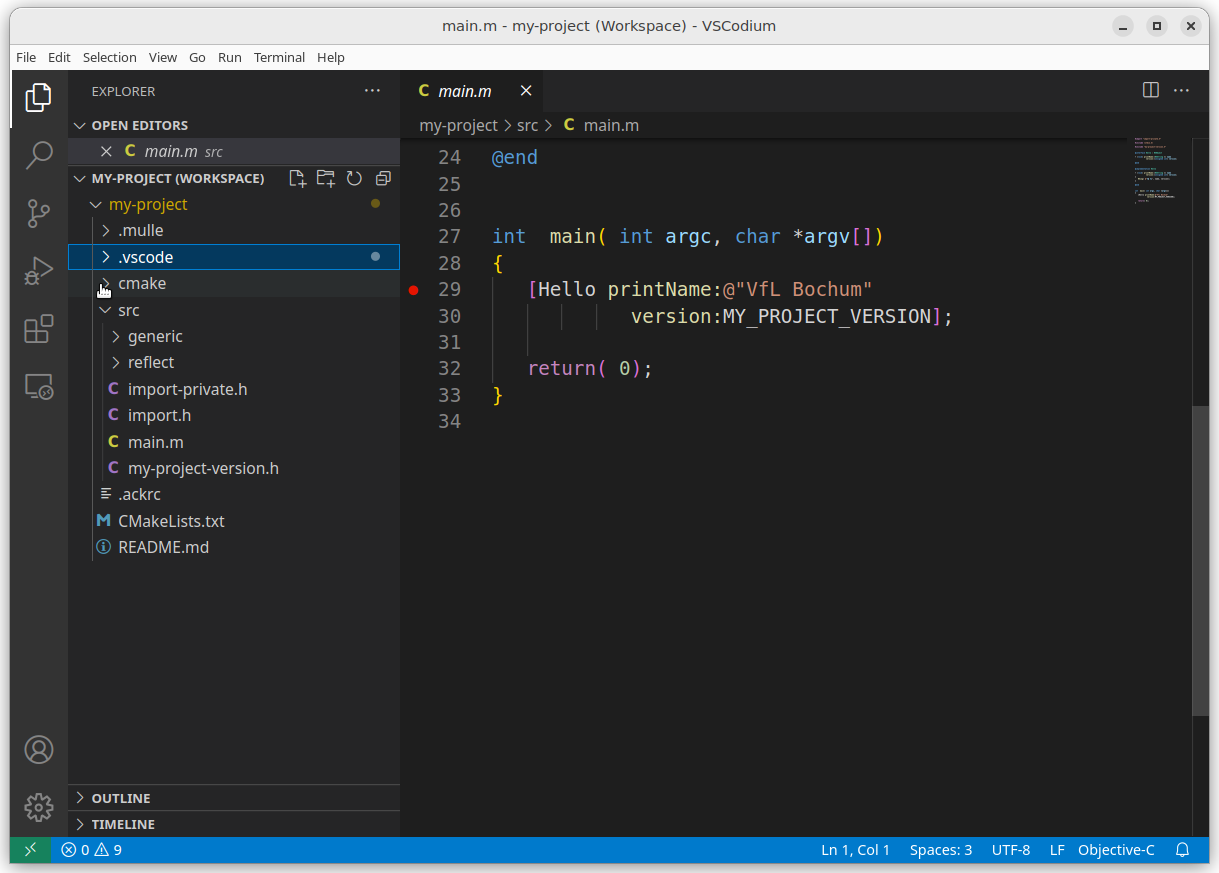 main.m - my-project (Workspace) - VSCodium
File Edit Selection View Go Run Terminal Help
EXPLORER
OPEN EDITORS
main.m src
MY-PROJECT (WORKSPACE)
my-project
.mulle
.vscode
cmake
src
generic
reflect
import-private.h
import.h
main.m
my-project-version.h
.ackrc
CMakeLists.txt
README.md
OUTLINE
TIMELINE
C main.m
my-project > src > C main.m
24 @end
25
26
27 int  main( int argc, char *argv[])
28 {
29    [Hello printName:@"VfL Bochum"
30             version:MY_PROJECT_VERSION];
31
32    return( 0);
33 }
34
0 9
Ln 1, Col 1 Spaces: 3 UTF-8 LF Objective-C